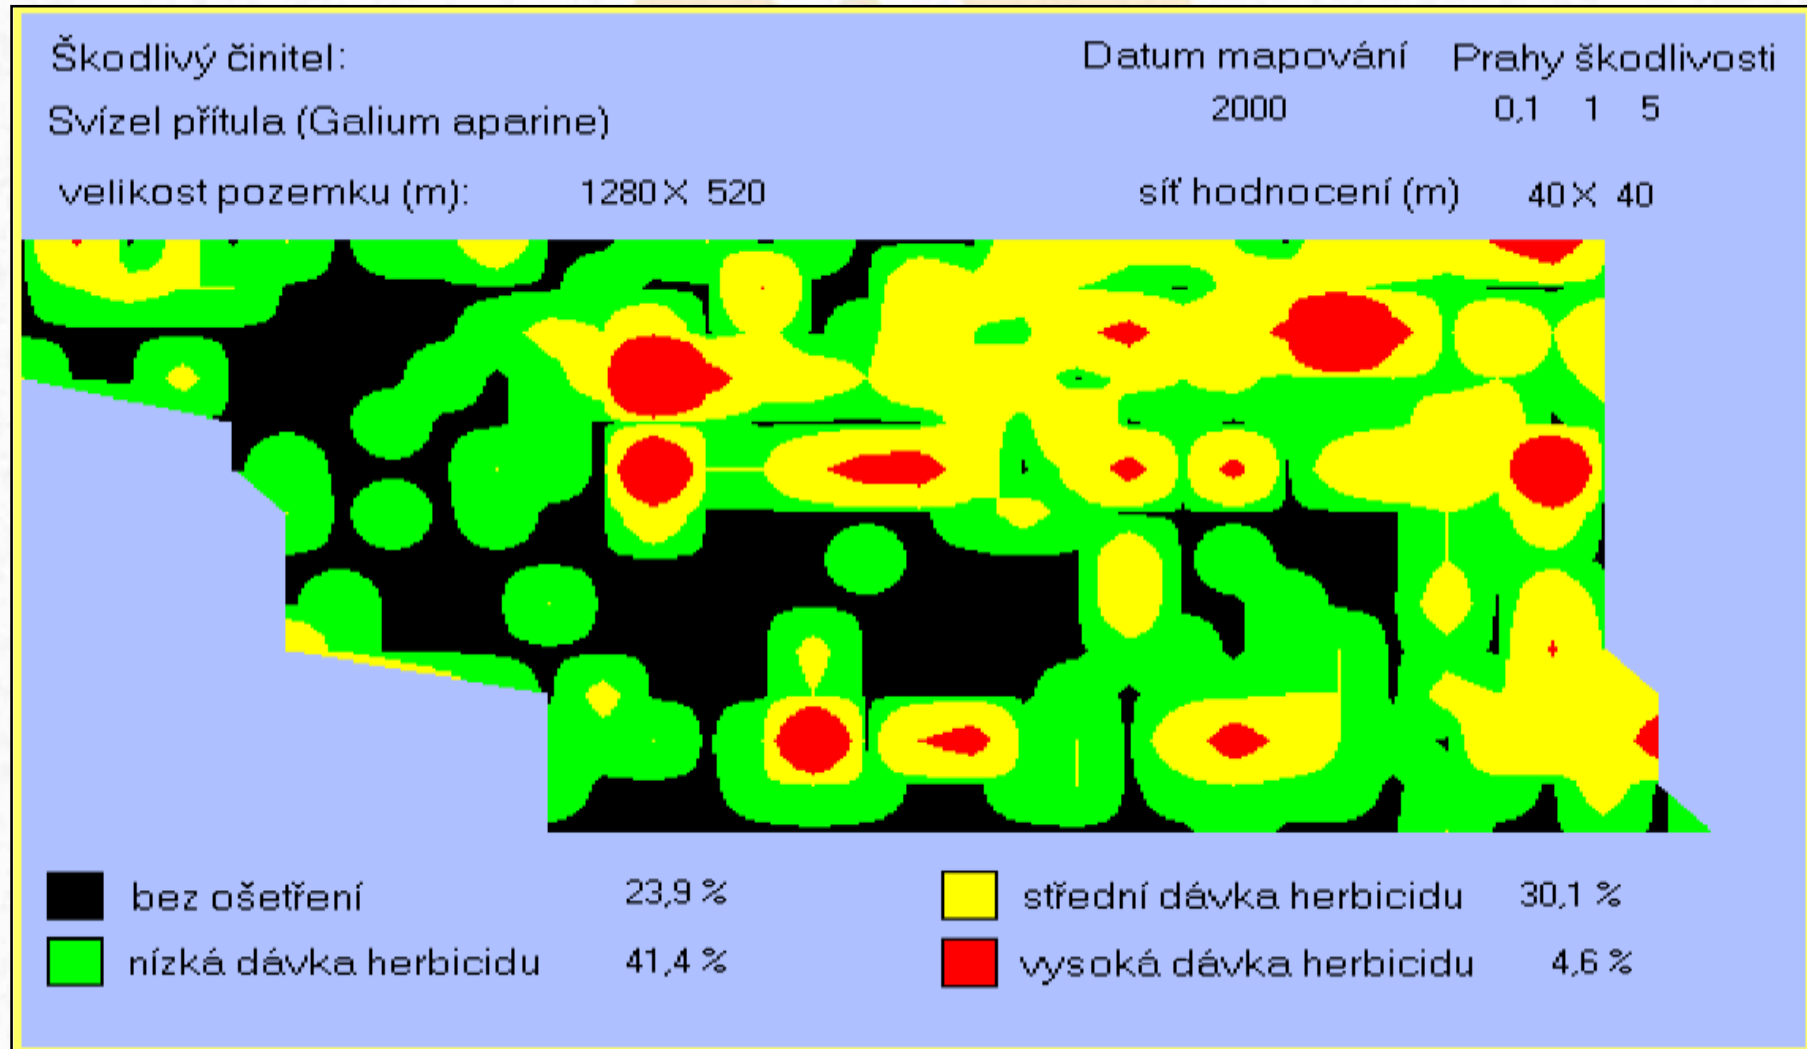 Škodlivý činitel:
Datum mapování Prahy škodlivosti
Svízel přítula (Galium aparine)
2000 0,1 1 5
velikost pozemku (m): 1280 X 520 síť hodnocení (m) 40 X 40
bez ošetření 23,9 % střední dávka herbicidu 30,1 %
nízká dávka herbicidu 41,4 % vysoká dávka herbicidu 4,6 %